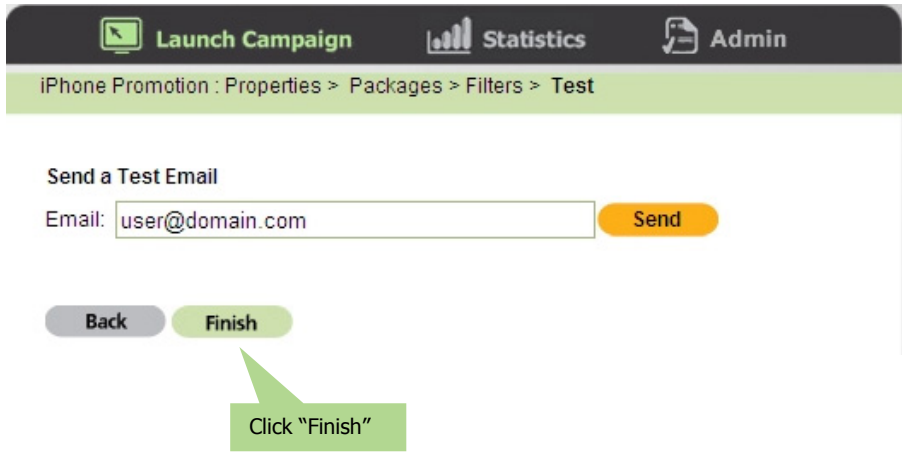 Launch Campaign Statistics Admin
iPhone Promotion : Properties > Packages > Filters > Test
Send a Test Email
Email: user@domain.com Send
Back Finish
Click “Finish”